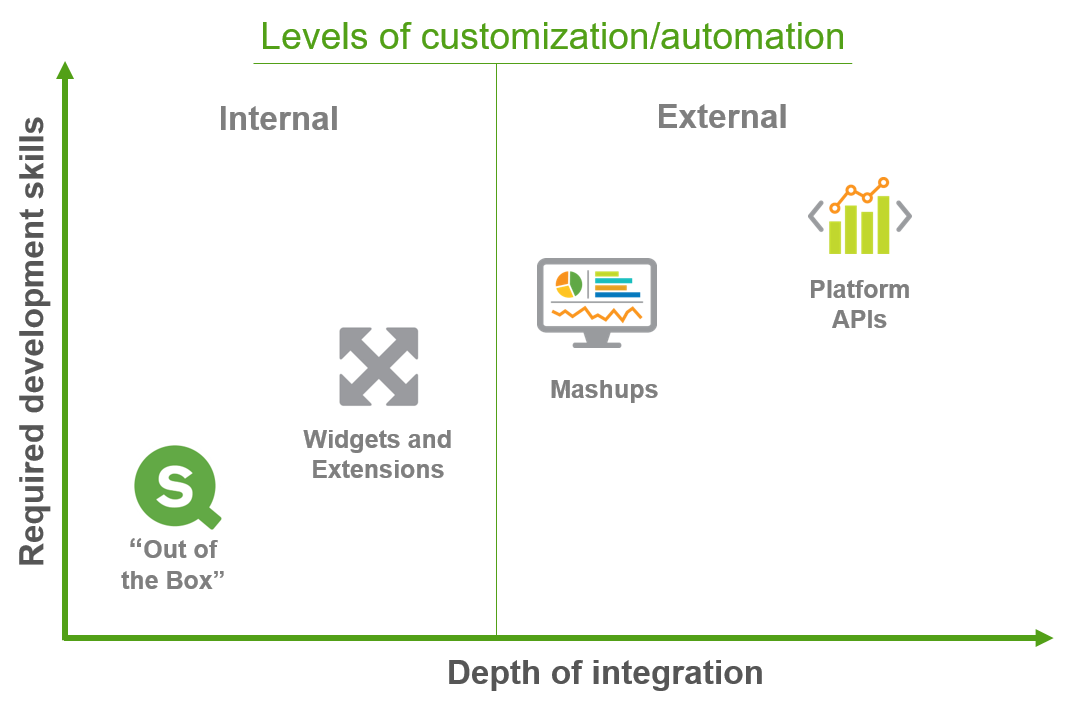 Levels of customization/automation
Internal
External
Required development skills
Platform
APIs
Mashups
Widgets and
Extensions
S
“Out of
the Box”
Depth of integration